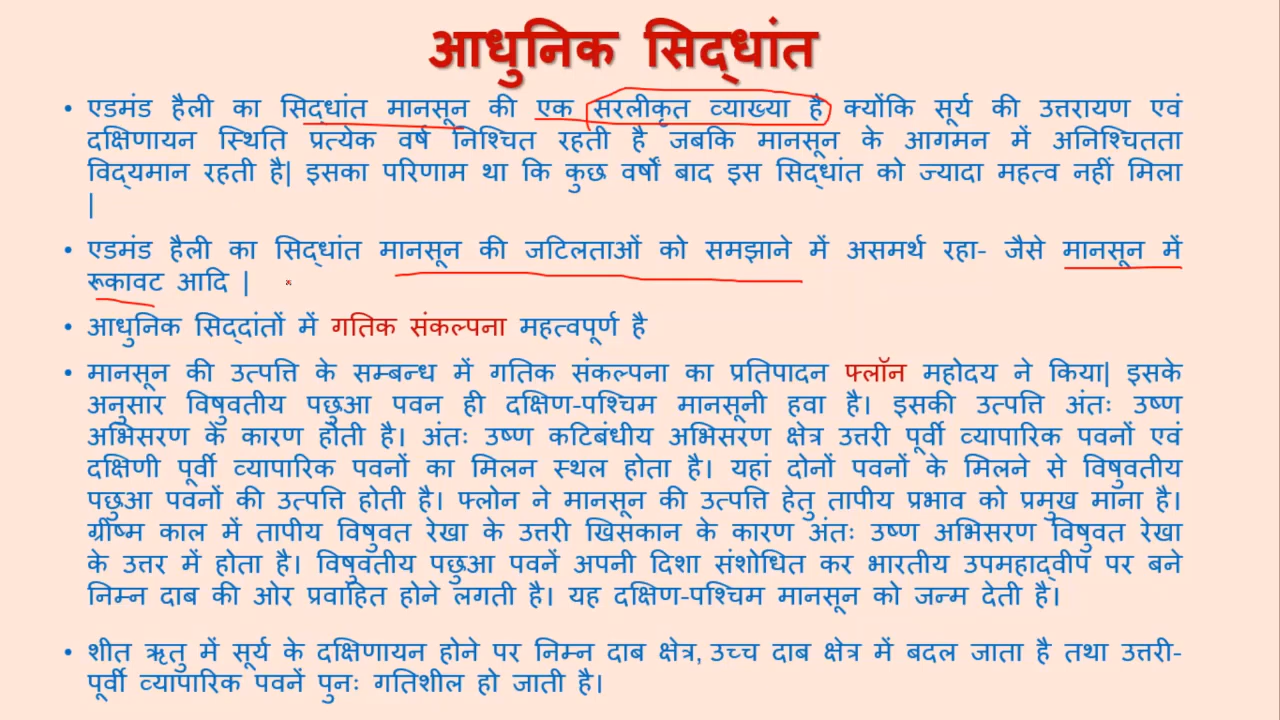 आधुनिक सिद्धांत
• एडमंड हैली का सिद्धांत मानसून की एक सरलीकृत व्याख्या है क्योंकि सूर्य की उत्तरायण एवं
दक्षिणायन स्थिति प्रत्येक वर्ष निश्चित रहती है जबकि मानसून के आगमन में अनिश्चितता
विद्यमान रहती है| इसका परिणाम था कि कुछ वर्षों बाद इस सिद्धांत को ज्यादा महत्व नहीं मिला
|
• एडमंड हैली का सिद्धांत मानसून की जटिलताओं को समझाने में असमर्थ रहा- जैसे मानसून में
रूकावट आदि |
• आधुनिक सिद्दांतों में गतिक संकल्पना महत्वपूर्ण है
• मानसून की उत्पत्ति के सम्बन्ध में गतिक संकल्पना का प्रतिपादन फ्लॉन महोदय ने किया| इसके
अनुसार विषुवतीय पछुआ पवन ही दक्षिण-पश्चिम मानसूनी हवा है। इसकी उत्पत्ति अंतः उष्ण
अभिसरण के कारण होती है। अंतः उष्ण कटिबंधीय अभिसरण क्षेत्र उत्तरी पूर्वी व्यापारिक पवनों एवं
दक्षिणी पूर्वी व्यापारिक पवनों का मिलन स्थल होता है। यहां दोनों पवनों के मिलने से विषुवतीय
पछुआ पवनों की उत्पत्ति होती है। फ्लोन ने मानसून की उत्पत्ति हेतु तापीय प्रभाव को प्रमुख माना है।
ग्रीष्म काल में तापीय विषुवत रेखा के उत्तरी खिसकान के कारण अंतः उष्ण अभिसरण विषुवत रेखा
के उत्तर में होता है। विषुवतीय पछुआ पवनें अपनी दिशा संशोधित कर भारतीय उपमहाद्वीप पर बने
निम्न दाब की ओर प्रवाहित होने लगती है। यह दक्षिण-पश्चिम मानसून को जन्म देती है।
• शीत ऋतु में सूर्य के दक्षिणायन होने पर निम्न दाब क्षेत्र, उच्च दाब क्षेत्र में बदल जाता है तथा उत्तरी-
पूर्वी व्यापारिक पवनें पुनः गतिशील हो जाती है।